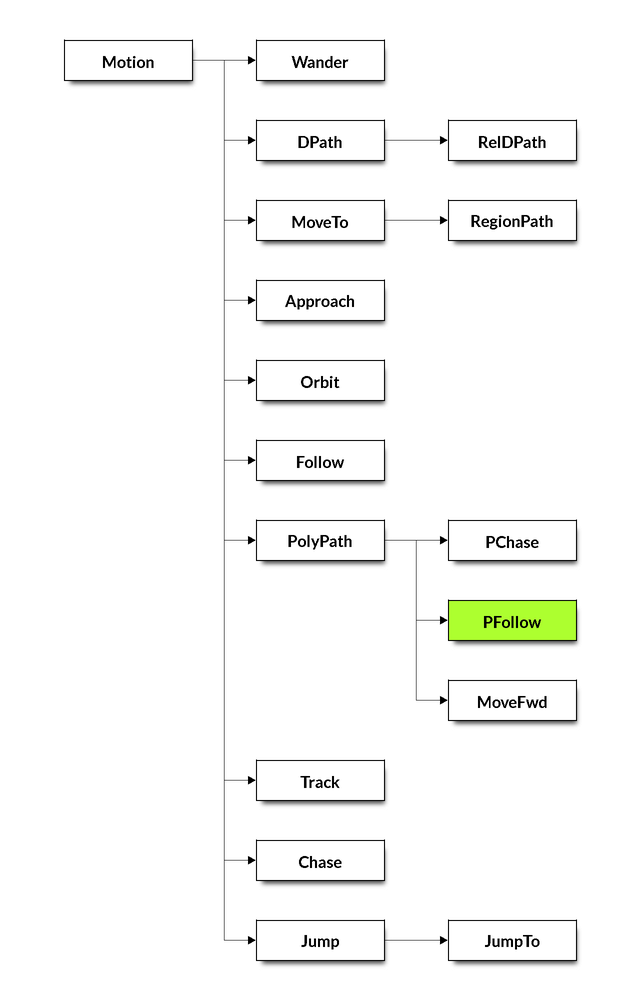 Motion
Wander
DPath
RelDPath
MoveTo
RegionPath
Approach
Orbit
Follow
PolyPath
PChase
PFollow
MoveFwd
Track
Chase
Jump
JumpTo